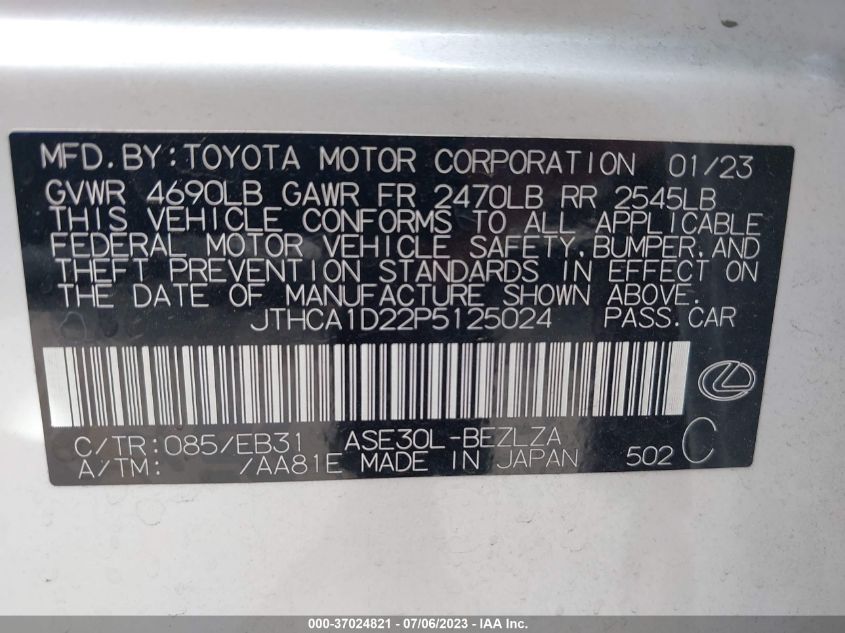 MFD.BY:TOYOTA MOTOR CORPORATION 01/23
GVWR 4690LB GAWR FR 2470LB RR 2545LB
THIS VEHICLE CONFORMS TO ALL APPLICABLE
FEDERAL MOTOR VEHICLE SAFETY,BUMPER,AND
THEFT PREVENTION STANDARDS IN EFFECT ON
THE DATE OF MANUFACTURE SHOWN ABOVE.
JTHCA1D22P5125024 PASS.CAR
C/TR:085/EB31 ASE30L-BEZLZA C
A/TM: /AA81E MADE IN JAPAN 502
000-37024821 - 07/06/2023 - IAA Inc.